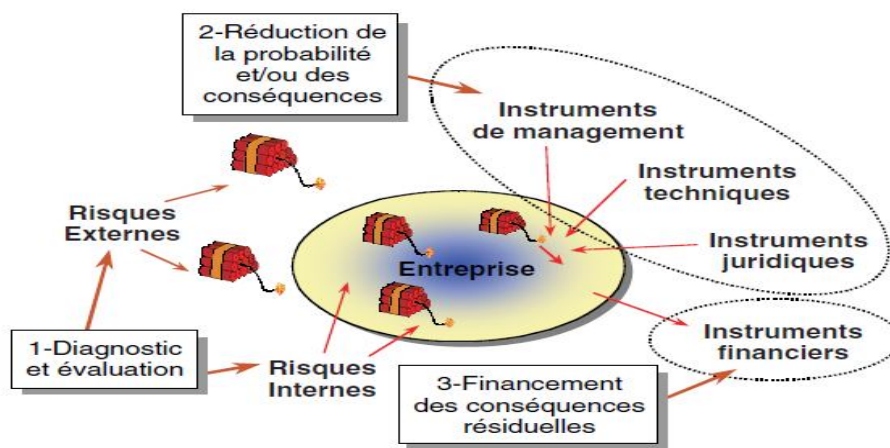 2-Réduction de
la probabilité
et/ou des
conséquences
Instruments
de management
Instruments
techniques
Risques
Externes
Instruments
juridiques
Entreprise
1-Diagnostic
et évaluation
Risques
Internes
Instruments
financiers
3-Financement
des conséquences
résiduelles